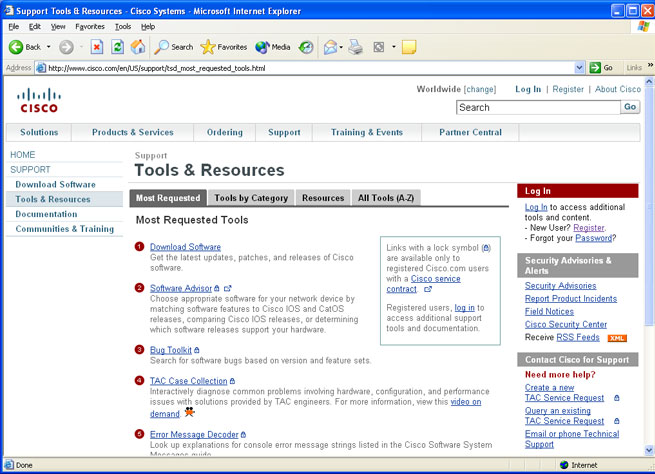 Support Tools & Resources - Cisco Systems - Microsoft Internet Explorer
File Edit View Favorites Tools Help
Back Search Favorites Media
Address http://www.cisco.com/en/US/support/tsd_most_requested_tools.html Go Links »
CISCO
Worldwide [change] Log In | Register | About Cisco
Search Go
Solutions Products & Services Ordering Support Training & Events Partner Central
HOME
SUPPORT
Download Software
Tools & Resources
Documentation
Communities & Training
Support
Tools & Resources
Most Requested Tools by Category Resources All Tools (A-Z)
Most Requested Tools
1 Download Software
Get the latest updates, patches, and releases of Cisco
software.
2 Software Advisor
Choose appropriate software for your network device by
matching software features to Cisco IOS and CatOS
releases, comparing Cisco IOS releases, or determining
which software releases support your hardware.
3 Bug Toolkit
Search for software bugs based on version and feature sets.
4 TAC Case Collection
Interactively diagnose common problems involving hardware, configuration, and performance
issues with solutions provided by TAC engineers. For more information, view this video on
demand.
5 Error Message Decoder
Look up explanations for console error message strings listed in the Cisco Software System
Messages guide.
Links with a lock symbol ( )
are available only to
registered Cisco.com users
with a Cisco service
contract.
Registered users, log in to
access additional support
tools and documentation.
Log In
Log In to access additional
tools and content.
- New User? Register.
- Forgot your Password?
Security Advisories &
Alerts
Security Advisories
Report Product Incidents
Field Notices
Cisco Security Center
Receive RSS Feeds XML
Contact Cisco for Support
Need more help?
Create a new
TAC Service Request
Query an existing
TAC Service Request
Email or phone Technical
Support
Done Internet